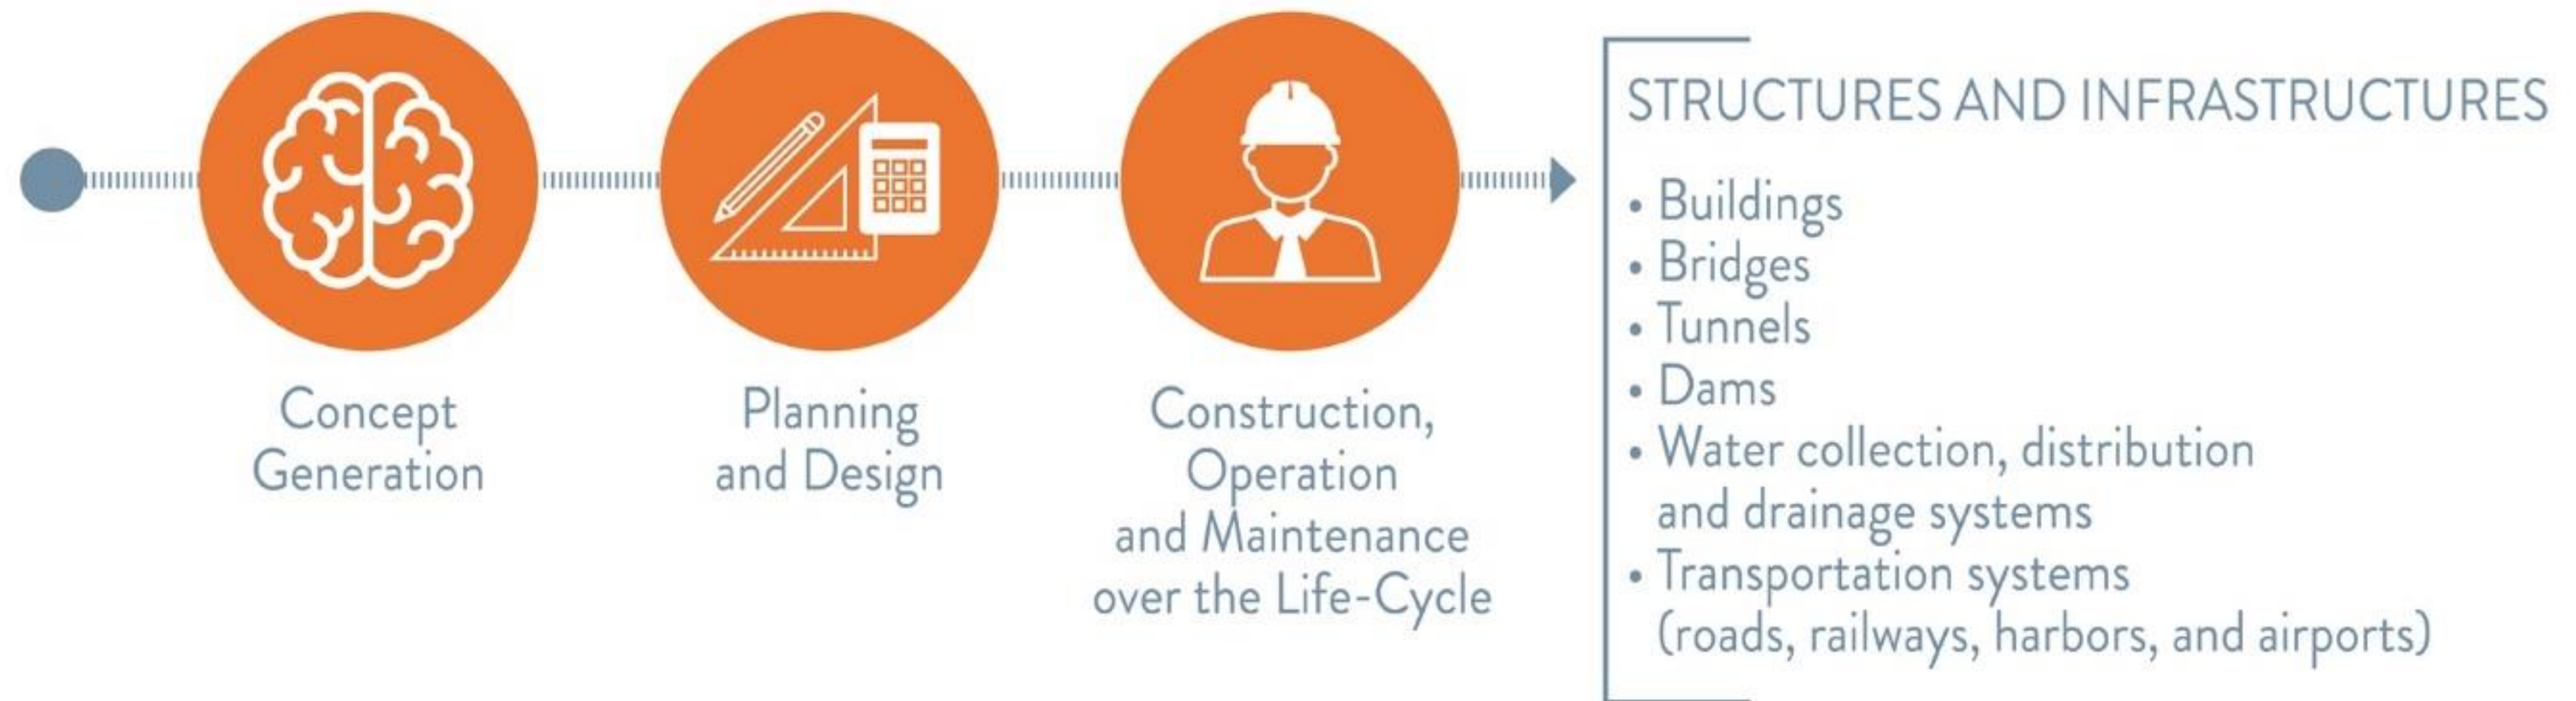 Concept
Generation
Planning
and Design
Construction,
Operation
and Maintenance
over the Life-Cycle
STRUCTURES AND INFRASTRUCTURES
• Buildings
• Bridges
• Tunnels
• Dams
• Water collection, distribution
and drainage systems
• Transportation systems
(roads, railways, harbors, and airports)